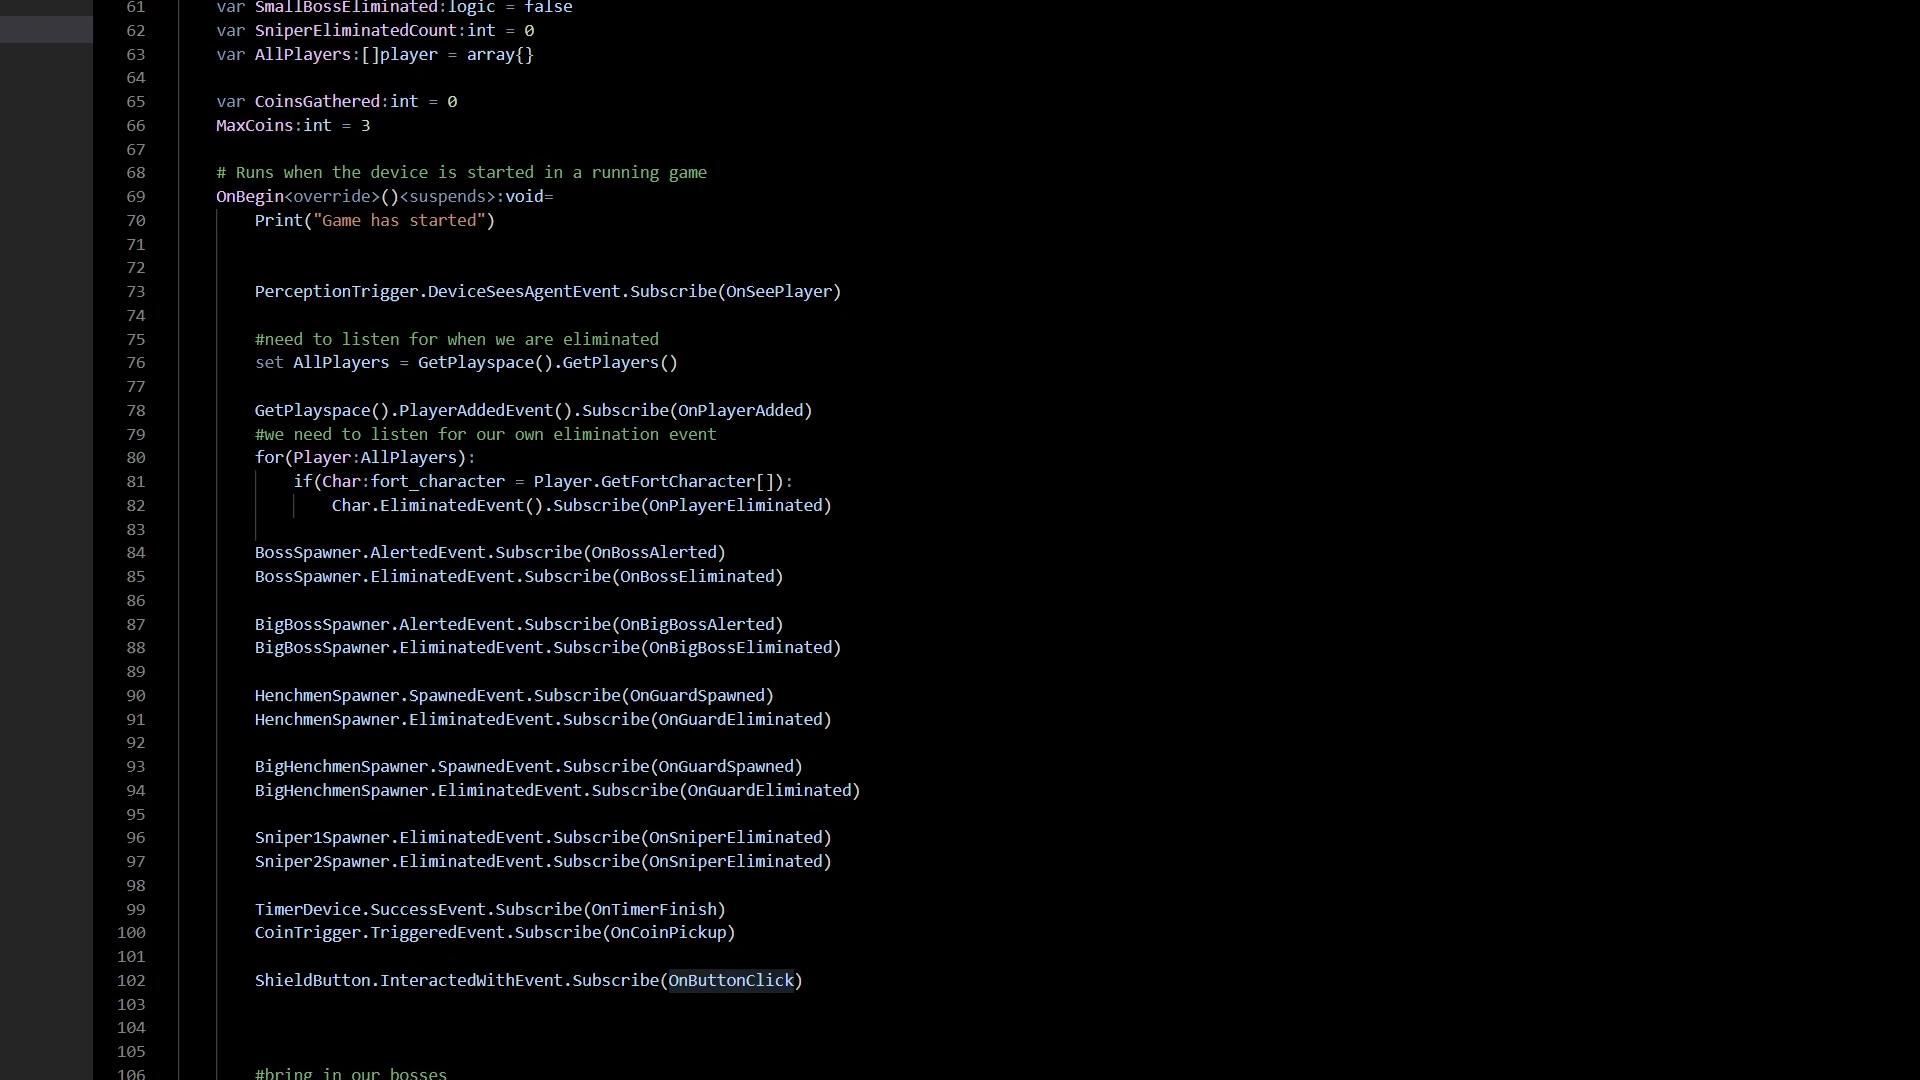 61 var SmallBossEliminated:logic = false
62 var SniperEliminatedCount:int = 0
63 var AllPlayers:[]player = array{}
64
65 var CoinsGathered:int = 0
66 MaxCoins:int = 3
67
68 # Runs when the device is started in a running game
69 OnBegin<override>()<suspends>:void=
70 Print("Game has started")
71
72
73 PerceptionTrigger.DeviceSeesAgentEvent.Subscribe(OnSeePlayer)
74
75 #need to listen for when we are eliminated
76 set AllPlayers = GetPlayspace().GetPlayers()
77
78 GetPlayspace().PlayerAddedEvent().Subscribe(OnPlayerAdded)
79 #we need to listen for our own elimination event
80 for(Player:AllPlayers):
81 if(Char:fort_character = Player.GetFortCharacter[]):
82 Char.EliminatedEvent().Subscribe(OnPlayerEliminated)
83
84 BossSpawner.AlertedEvent.Subscribe(OnBossAlerted)
85 BossSpawner.EliminatedEvent.Subscribe(OnBossEliminated)
86
87 BigBossSpawner.AlertedEvent.Subscribe(OnBigBossAlerted)
88 BigBossSpawner.EliminatedEvent.Subscribe(OnBigBossEliminated)
89
90 HenchmenSpawner.SpawnedEvent.Subscribe(OnGuardSpawned)
91 HenchmenSpawner.EliminatedEvent.Subscribe(OnGuardEliminated)
92
93 BigHenchmenSpawner.SpawnedEvent.Subscribe(OnGuardSpawned)
94 BigHenchmenSpawner.EliminatedEvent.Subscribe(OnGuardEliminated)
95
96 Sniper1Spawner.EliminatedEvent.Subscribe(OnSniperEliminated)
97 Sniper2Spawner.EliminatedEvent.Subscribe(OnSniperEliminated)
98
99 TimerDevice.SuccessEvent.Subscribe(OnTimerFinish)
100 CoinTrigger.TriggeredEvent.Subscribe(OnCoinPickup)
101
102 ShieldButton.InteractedWithEvent.Subscribe(OnButtonClick)
103
104
105
106 #bring in our bosses